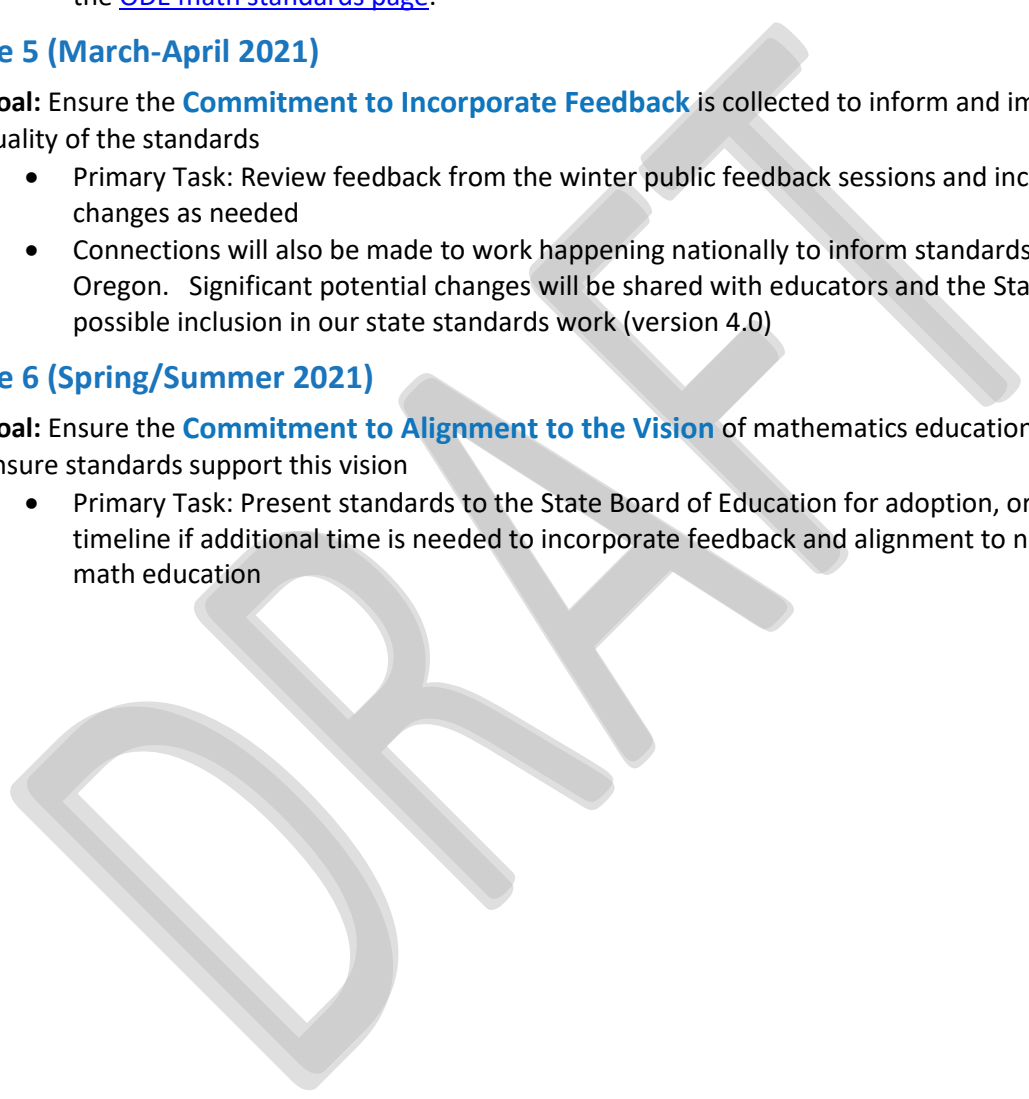 the ODE math standards page.
e 5 (March-April 2021)
oal: Ensure the Commitment to Incorporate Feedback is collected to inform and im
uality of the standards
• Primary Task: Review feedback from the winter public feedback sessions and inc
changes as needed
• Connections will also be made to work happening nationally to inform standards
Oregon. Significant potential changes will be shared with educators and the Sta
possible inclusion in our state standards work (version 4.0)
e 6 (Spring/Summer 2021)
oal: Ensure the Commitment to Alignment to the Vision of mathematics education
nsure standards support this vision
• Primary Task: Present standards to the State Board of Education for adoption, or
timeline if additional time is needed to incorporate feedback and alignment to n
math education
DRAFT